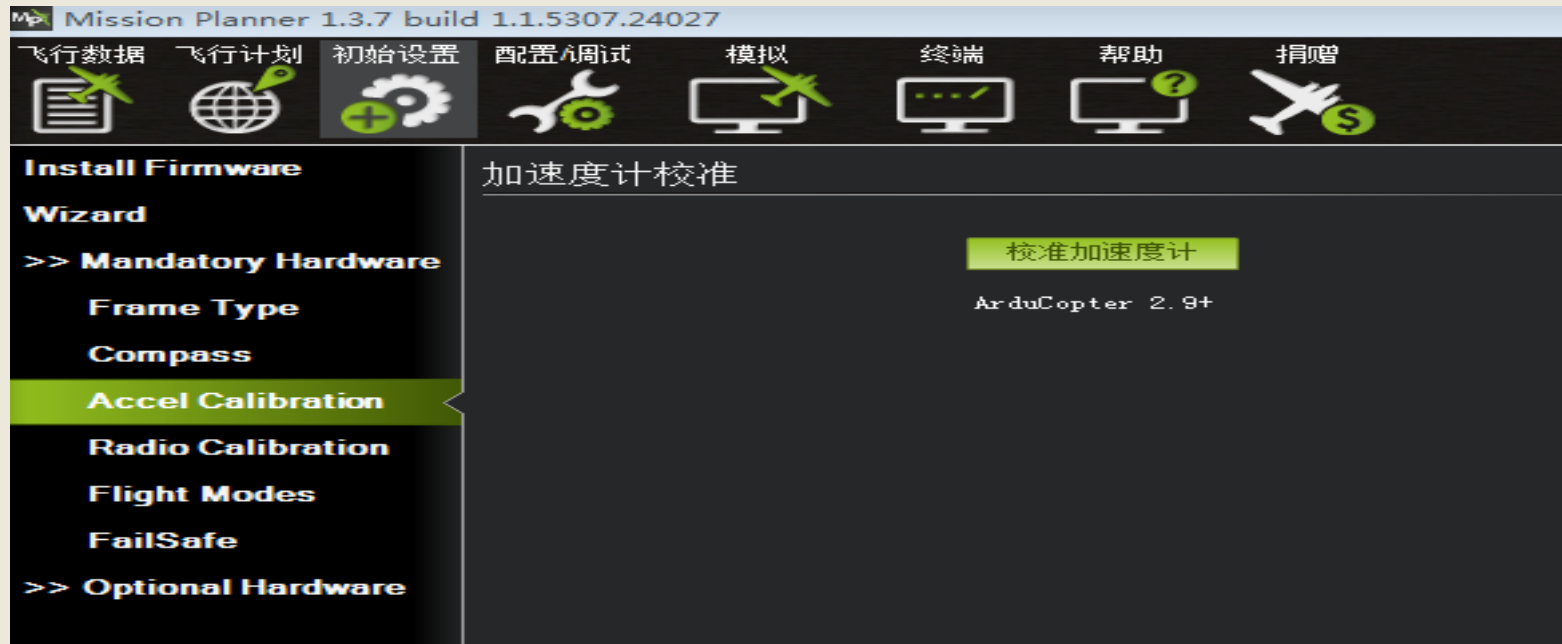 Mission Planner 1.3.7 build 1.1.5307.24027
飞行数据 飞行计划 初始设置 配置/调试 模拟 终端 帮助 捐赠
Install Firmware
加速度计校准
Wizard
校准加速度计
>> Mandatory Hardware
Frame Type
ArduCopter 2.9+
Compass
Accel Calibration
Radio Calibration
Flight Modes
FailSafe
>> Optional Hardware